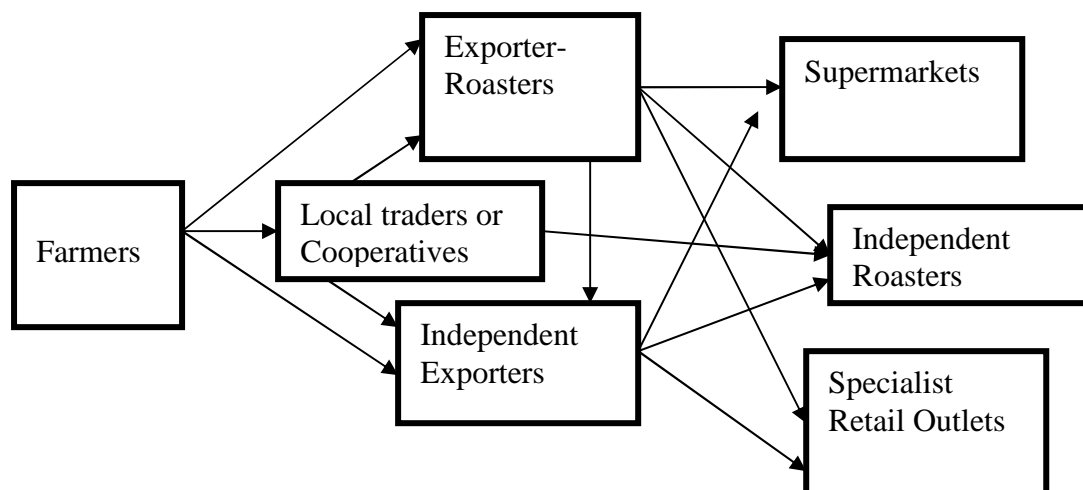 Exporter-
Roasters
Supermarkets
Farmers
Local traders or
Cooperatives
Independent
Roasters
Independent
Exporters
Specialist
Retail Outlets